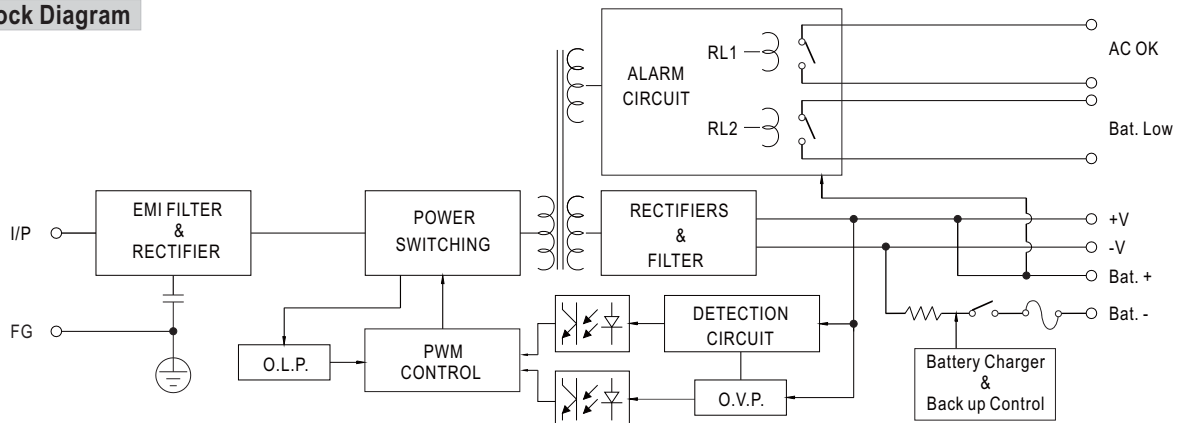 ock Diagram
ALARM
CIRCUIT
RL1
RL2
AC OK
Bat. Low
I/P
EMI FILTER
&
RECTIFIER
POWER
SWITCHING
RECTIFIERS
&
FILTER
+V
-V
Bat. +
Bat. -
FG
O.L.P.
PWM
CONTROL
DETECTION
CIRCUIT
O.V.P.
Battery Charger
&
Back up Control